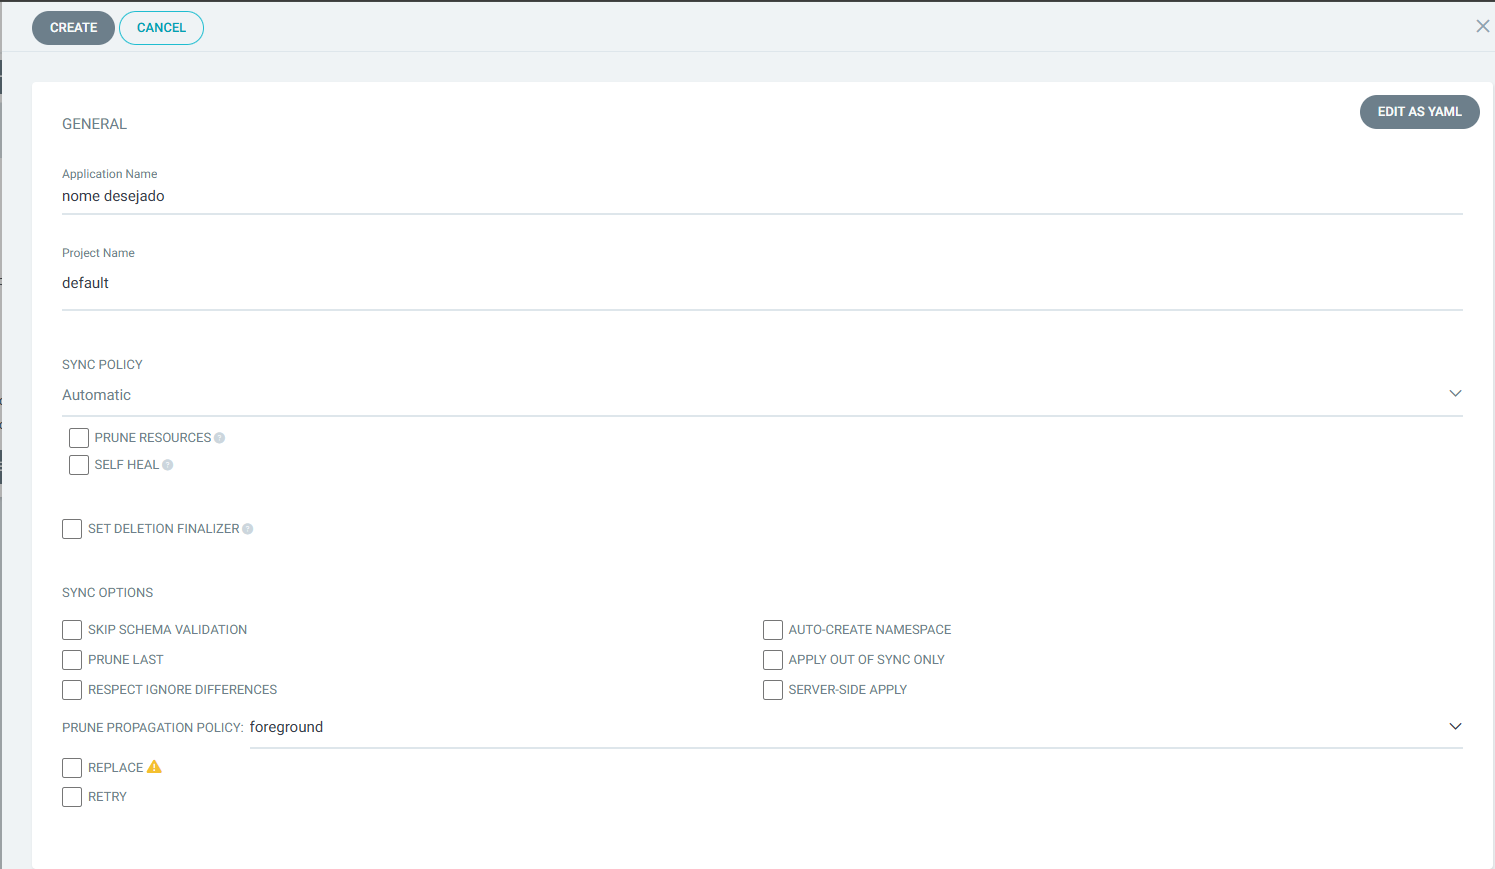 CREATE CANCEL
EDIT AS YAML
GENERAL
Application Name
nome desejado
Project Name
default
SYNC POLICY
Automatic
PRUNE RESOURCES ?
SELF HEAL ?
SET DELETION FINALIZER ?
SYNC OPTIONS
SKIP SCHEMA VALIDATION AUTO-CREATE NAMESPACE
PRUNE LAST APPLY OUT OF SYNC ONLY
RESPECT IGNORE DIFFERENCES SERVER-SIDE APPLY
PRUNE PROPAGATION POLICY: foreground
REPLACE
RETRY